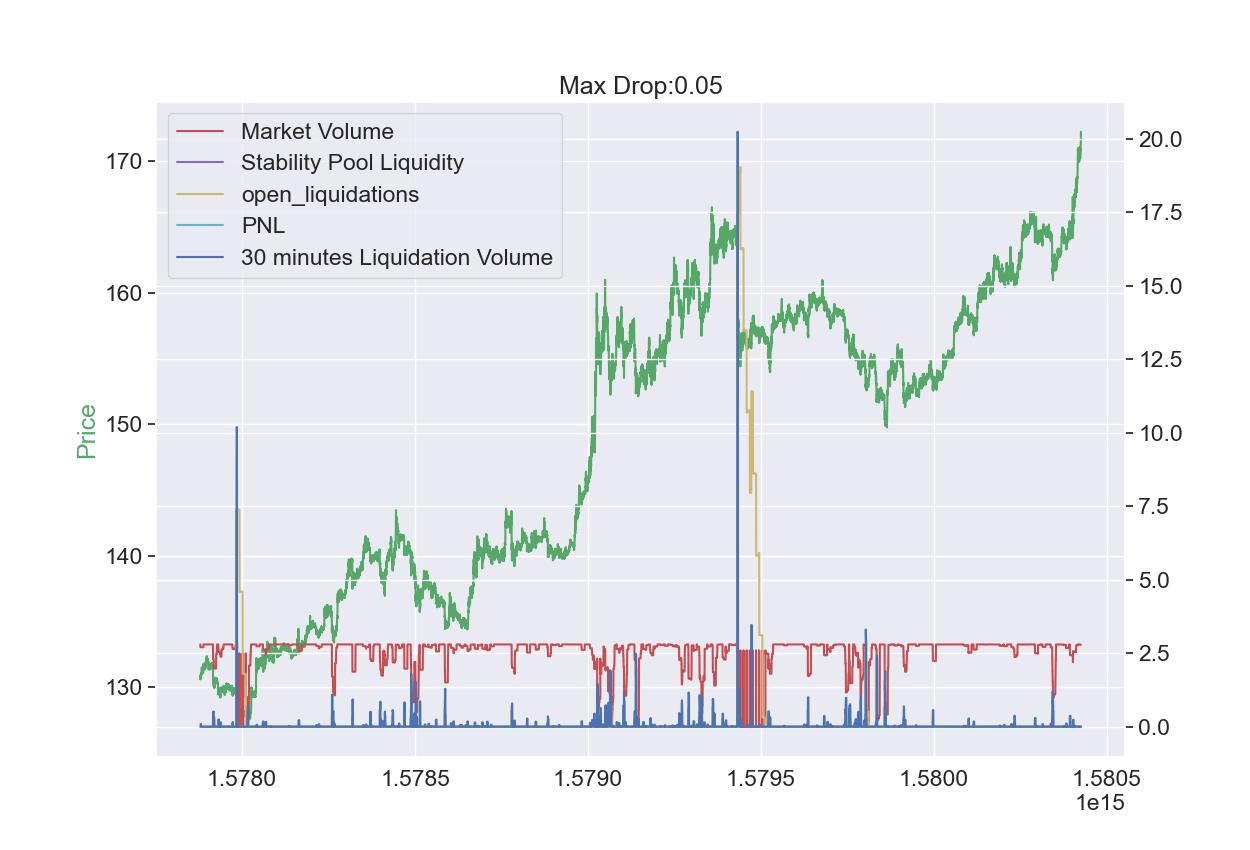 Max Drop:0.05
Market Volume
Stability Pool Liquidity
open_liquidations
PNL
30 minutes Liquidation Volume
Price
170
160
150
140
130
20.0
17.5
15.0
12.5
10.0
7.5
5.0
2.5
0.0
1.5780 1.5785 1.5790 1.5795 1.5800 1.5805
1e15